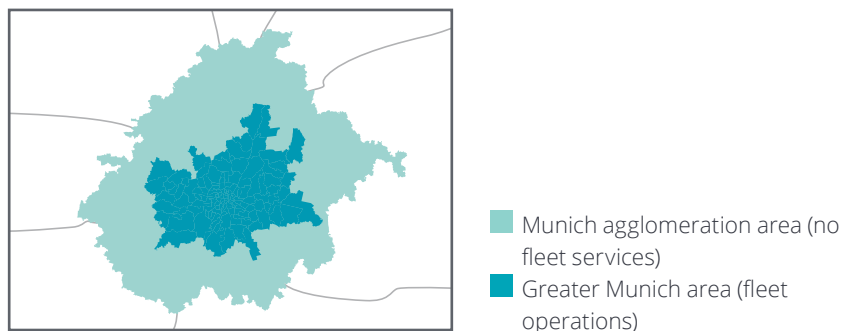 Munich agglomeration area (no
fleet services)
Greater Munich area (fleet
operations)